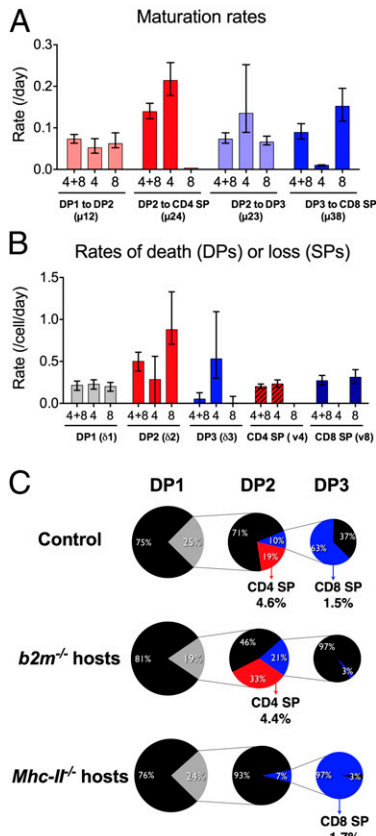 A
Maturation rates
Rate (/day)
0.3
0.2
0.1
0.0
4+8 4 8 4+8 4 8 4+8 4 8 4+8 4 8
DP1 to DP2 DP2 to CD4 SP DP2 to DP3 DP3 to CD8 SP
(μ12) (μ24) (μ23) (μ38)
B
Rates of death (DPs) or loss (SPs)
Rate (/cell/day)
1.5
1.0
0.5
0.0
4+8 4 8 4+8 4 8 4+8 4 8 4+8 4 8 4+8 4 8
DP1 (δ1) DP2 (δ2) DP3 (δ3) CD4 SP ( ν4) CD8 SP (ν8)
C
DP1 DP2 DP3
Control
75% 25% 71% 10% 19% 63% 37%
CD4 SP CD8 SP
4.6% 1.5%
b2m-/- hosts
81% 19% 46% 21% 33% 97% 3%
CD4 SP
4.4%
Mhc-II-/- hosts
76% 24% 93% 7% 97% 3%
CD8 SP
1.7%